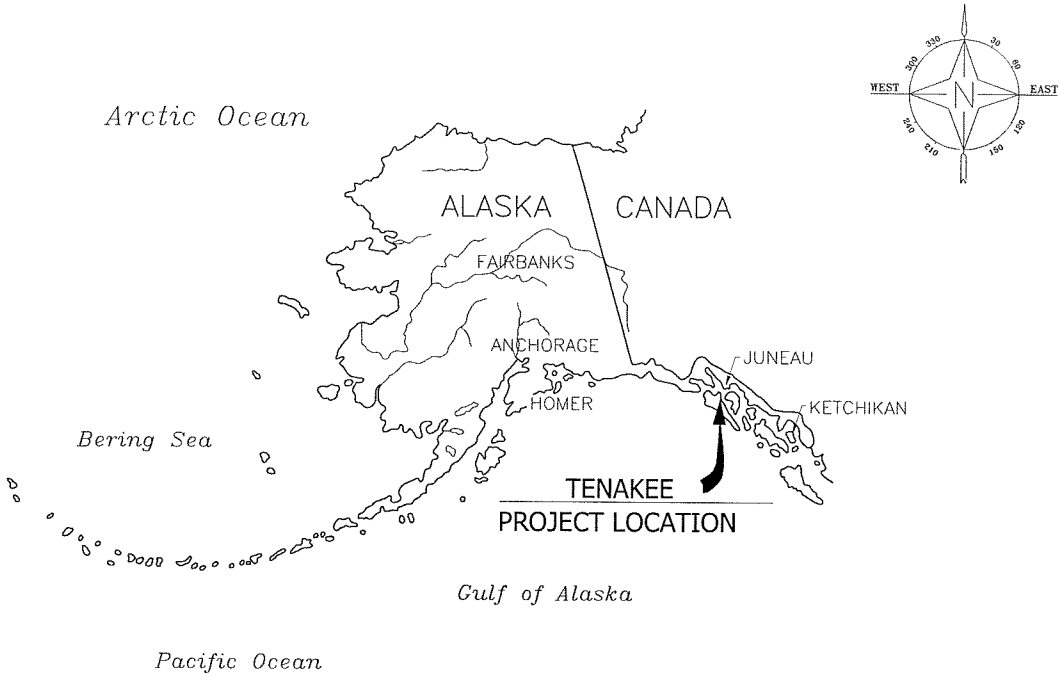 330
30
300
60
WEST
N
EAST
240
120
210
150
Arctic Ocean
ALASKA
CANADA
FAIRBANKS
ANCHORAGE
JUNEAU
HOMER
KETCHIKAN
Bering Sea
TENAKEE
PROJECT LOCATION
Gulf of Alaska
Pacific Ocean